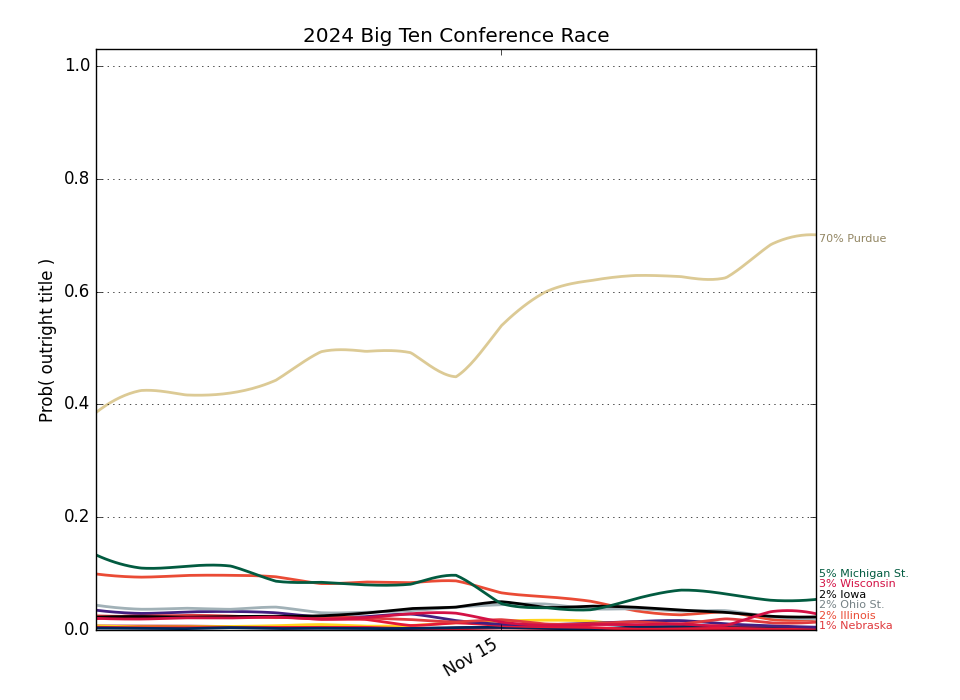 2024 Big Ten Conference Race
Prob( outright title )
1.0
0.8
0.6
0.4
0.2
0.0
Nov 15
70% Purdue
5% Michigan St.
3% Wisconsin
2% Iowa
2% Ohio St.
2% Illinois
1% Nebraska